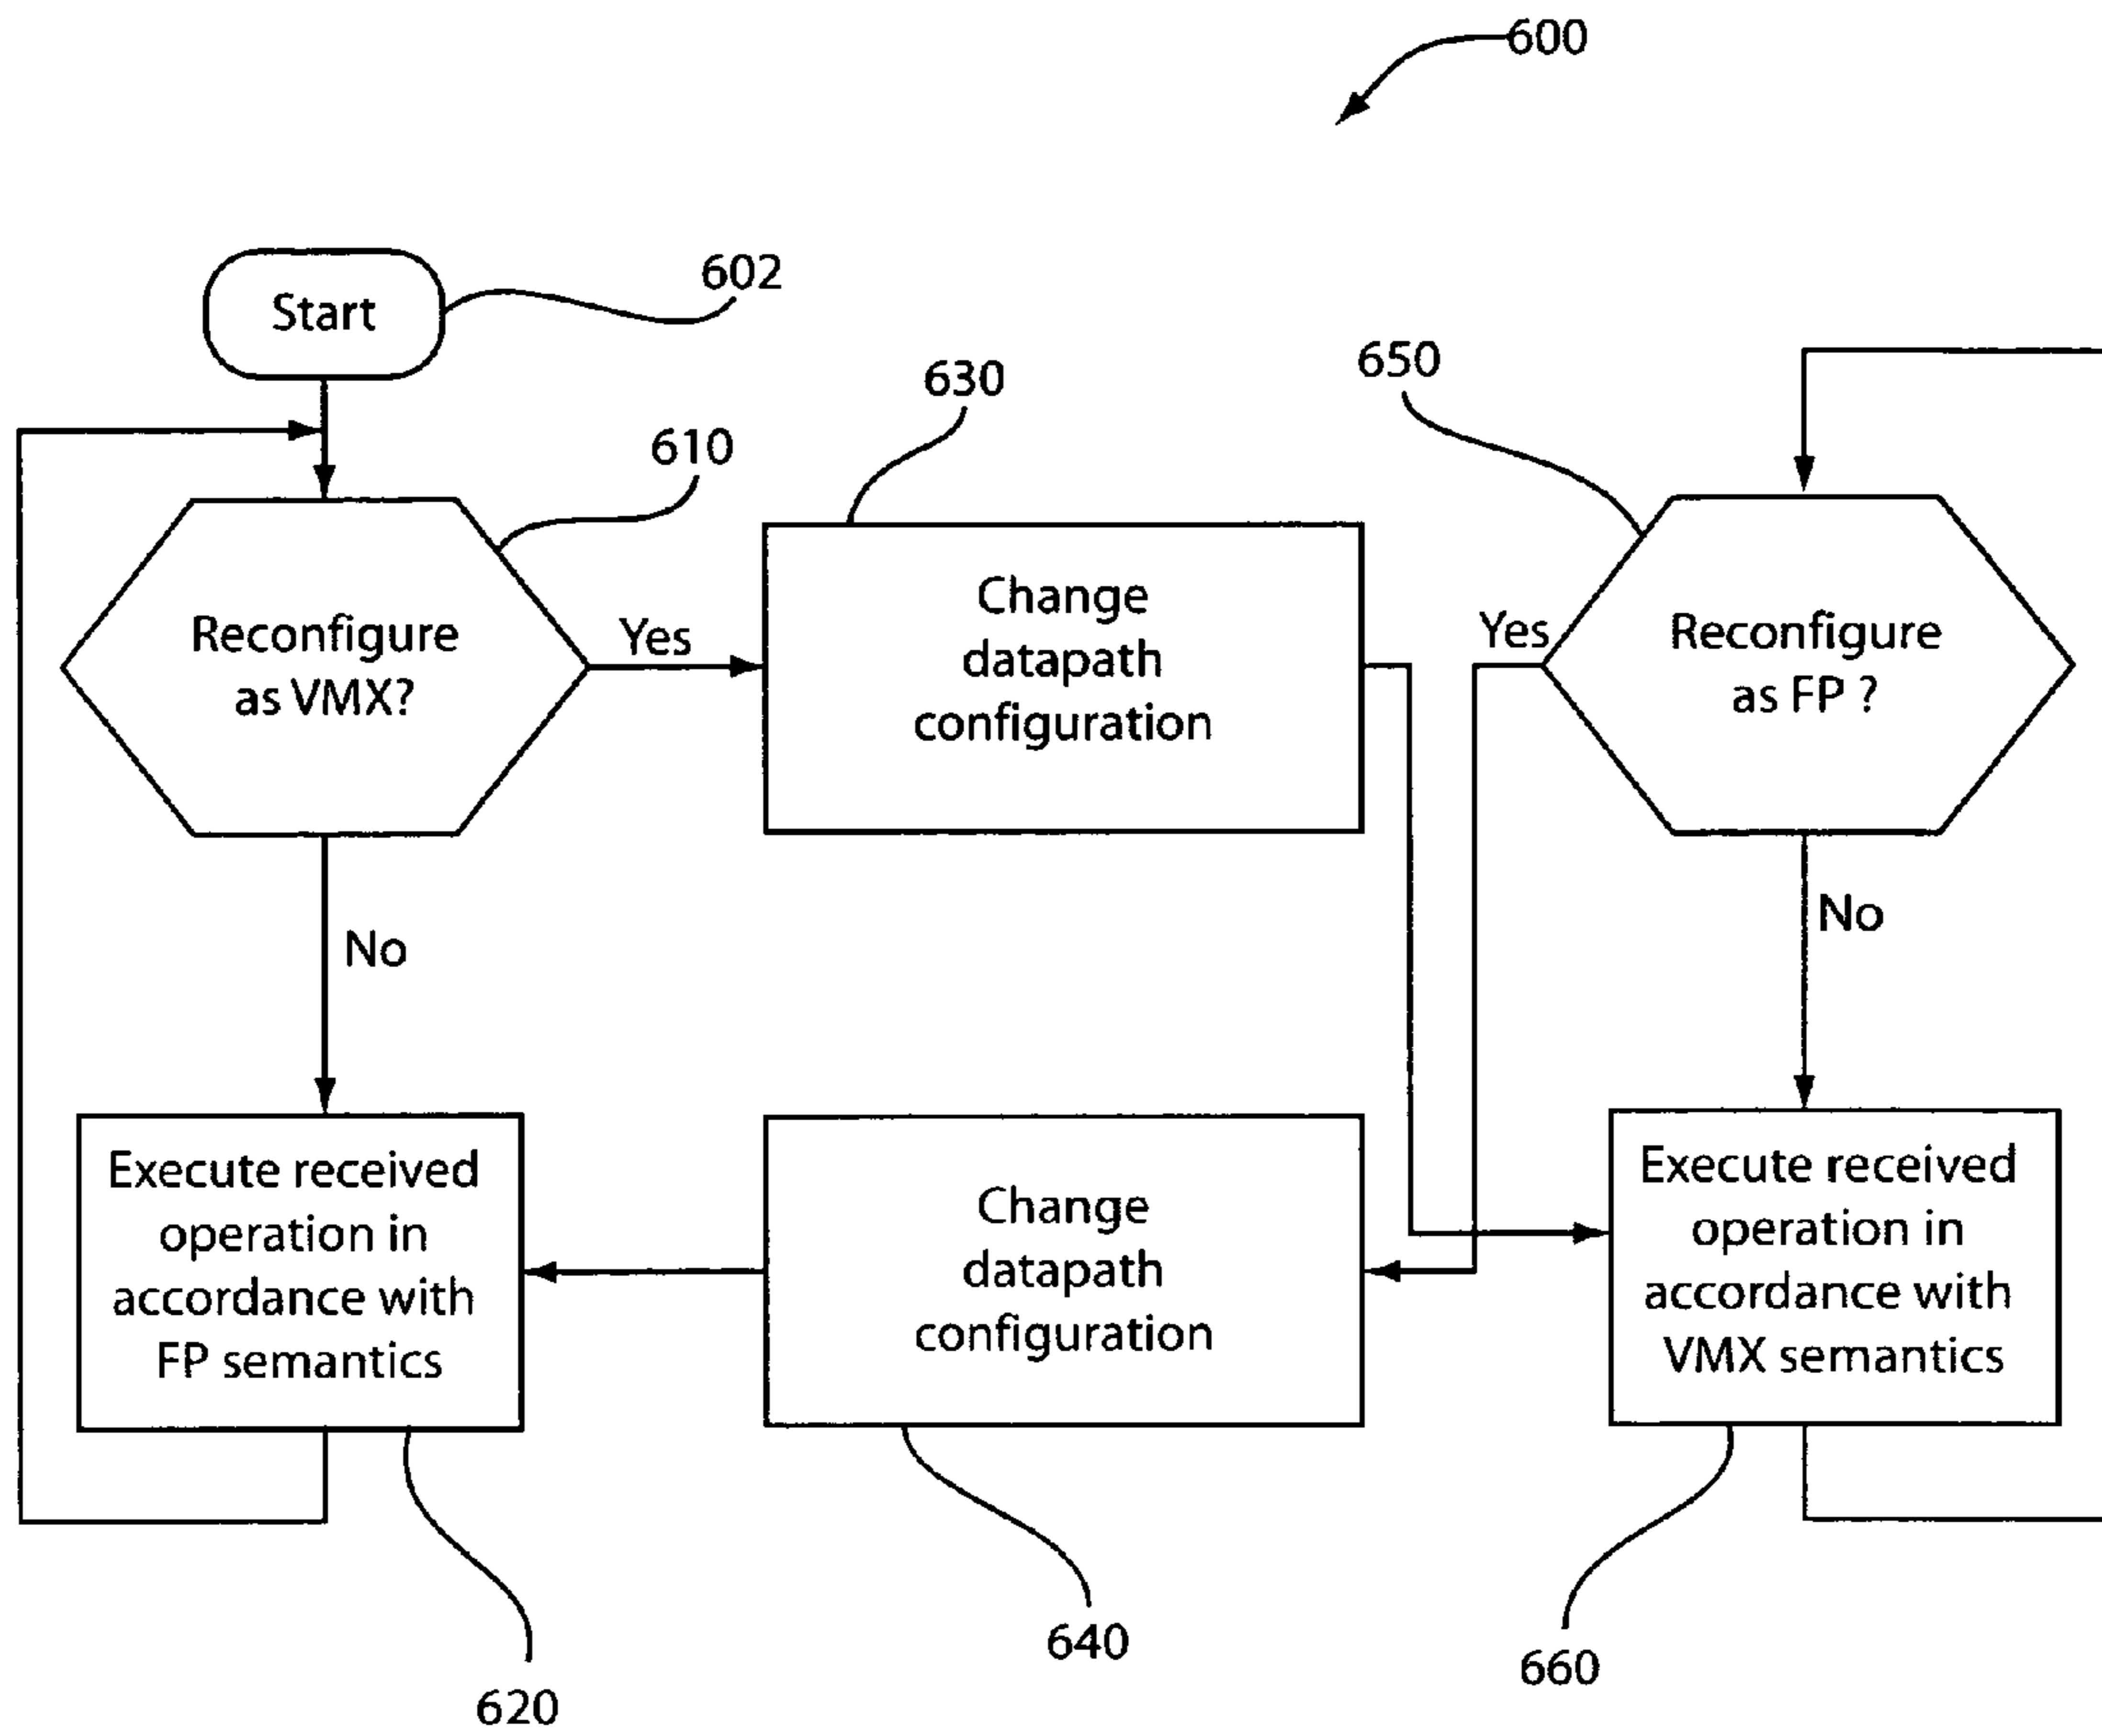 600
Start
602
630
650
610
Reconfigure
as VMX?
Yes
Change
datapath
configuration
Yes
Reconfigure
as FP ?
No
No
Execute received
operation in
accordance with
FP semantics
Change
datapath
configuration
Execute received
operation in
accordance with
VMX semantics
620
640
660